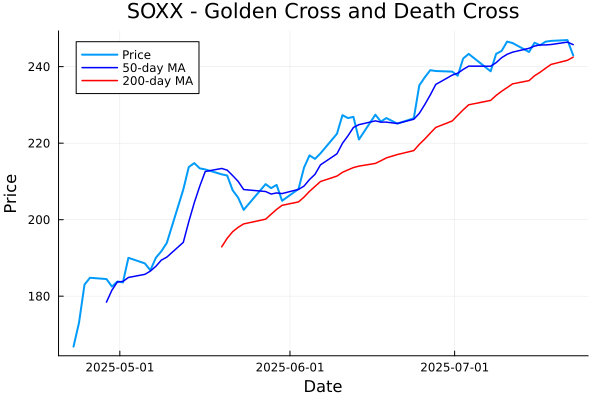 SOXX - Golden Cross and Death Cross
Price
50-day MA
200-day MA
Price
240
220
200
180
2025-05-01
2025-06-01
2025-07-01
Date